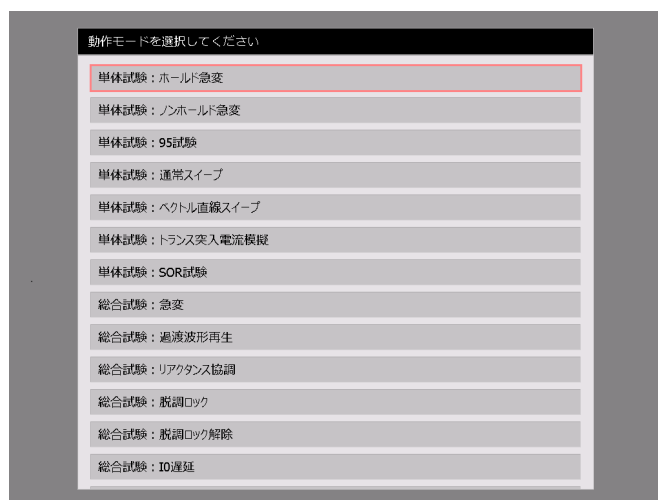 動作モードを選択してください
単体試験：ホールド急変
単体試験：ノンホールド急変
単体試験：95試験
単体試験：通常スイープ
単体試験：ベクトル直線スイープ
単体試験：トランス突入電流模擬
単体試験：SOR試験
総合試験：急変
総合試験：過渡波形再生
総合試験：リアクタンス協調
総合試験：脱調ロック
総合試験：脱調ロック解除
総合試験：I0遅延